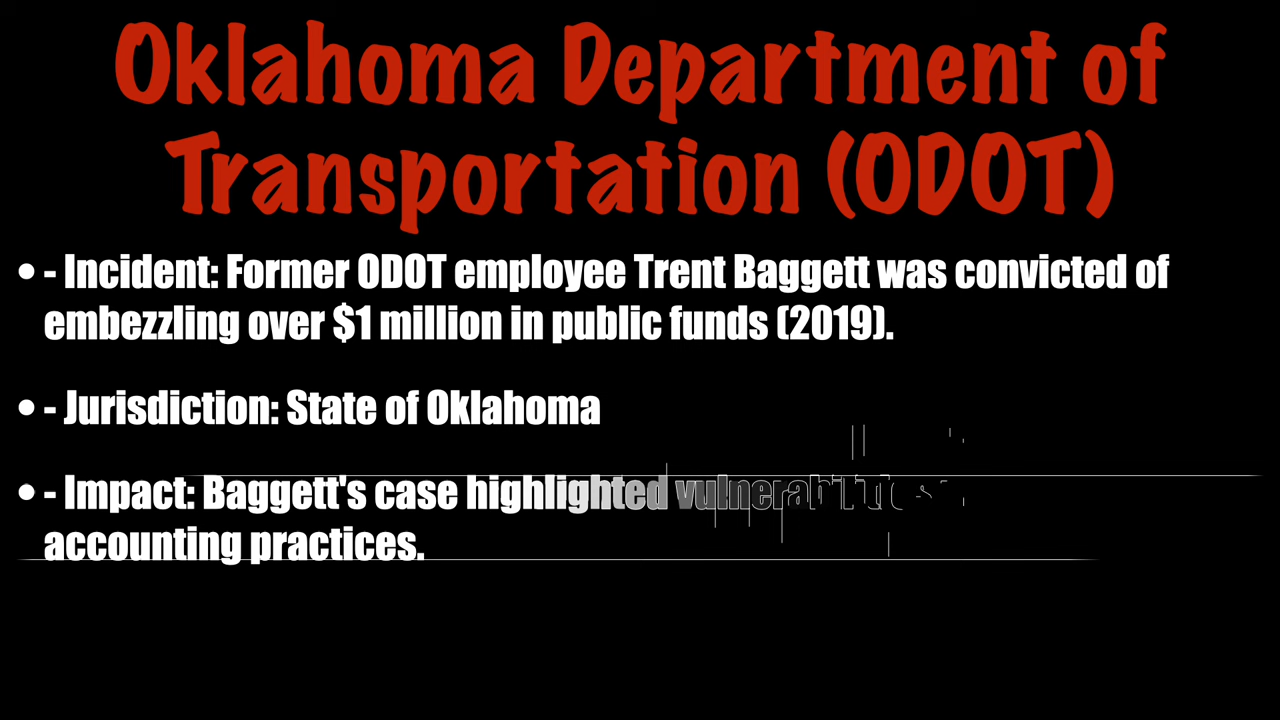 Oklahoma Department of
Transportation (ODOT)
• - Incident: Former ODOT employee Trent Baggett was convicted of
embezzling over $1 million in public funds (2019).
• - Jurisdiction: State of Oklahoma
• - Impact: Baggett's case highlighted vulnerabilities
accounting practices.